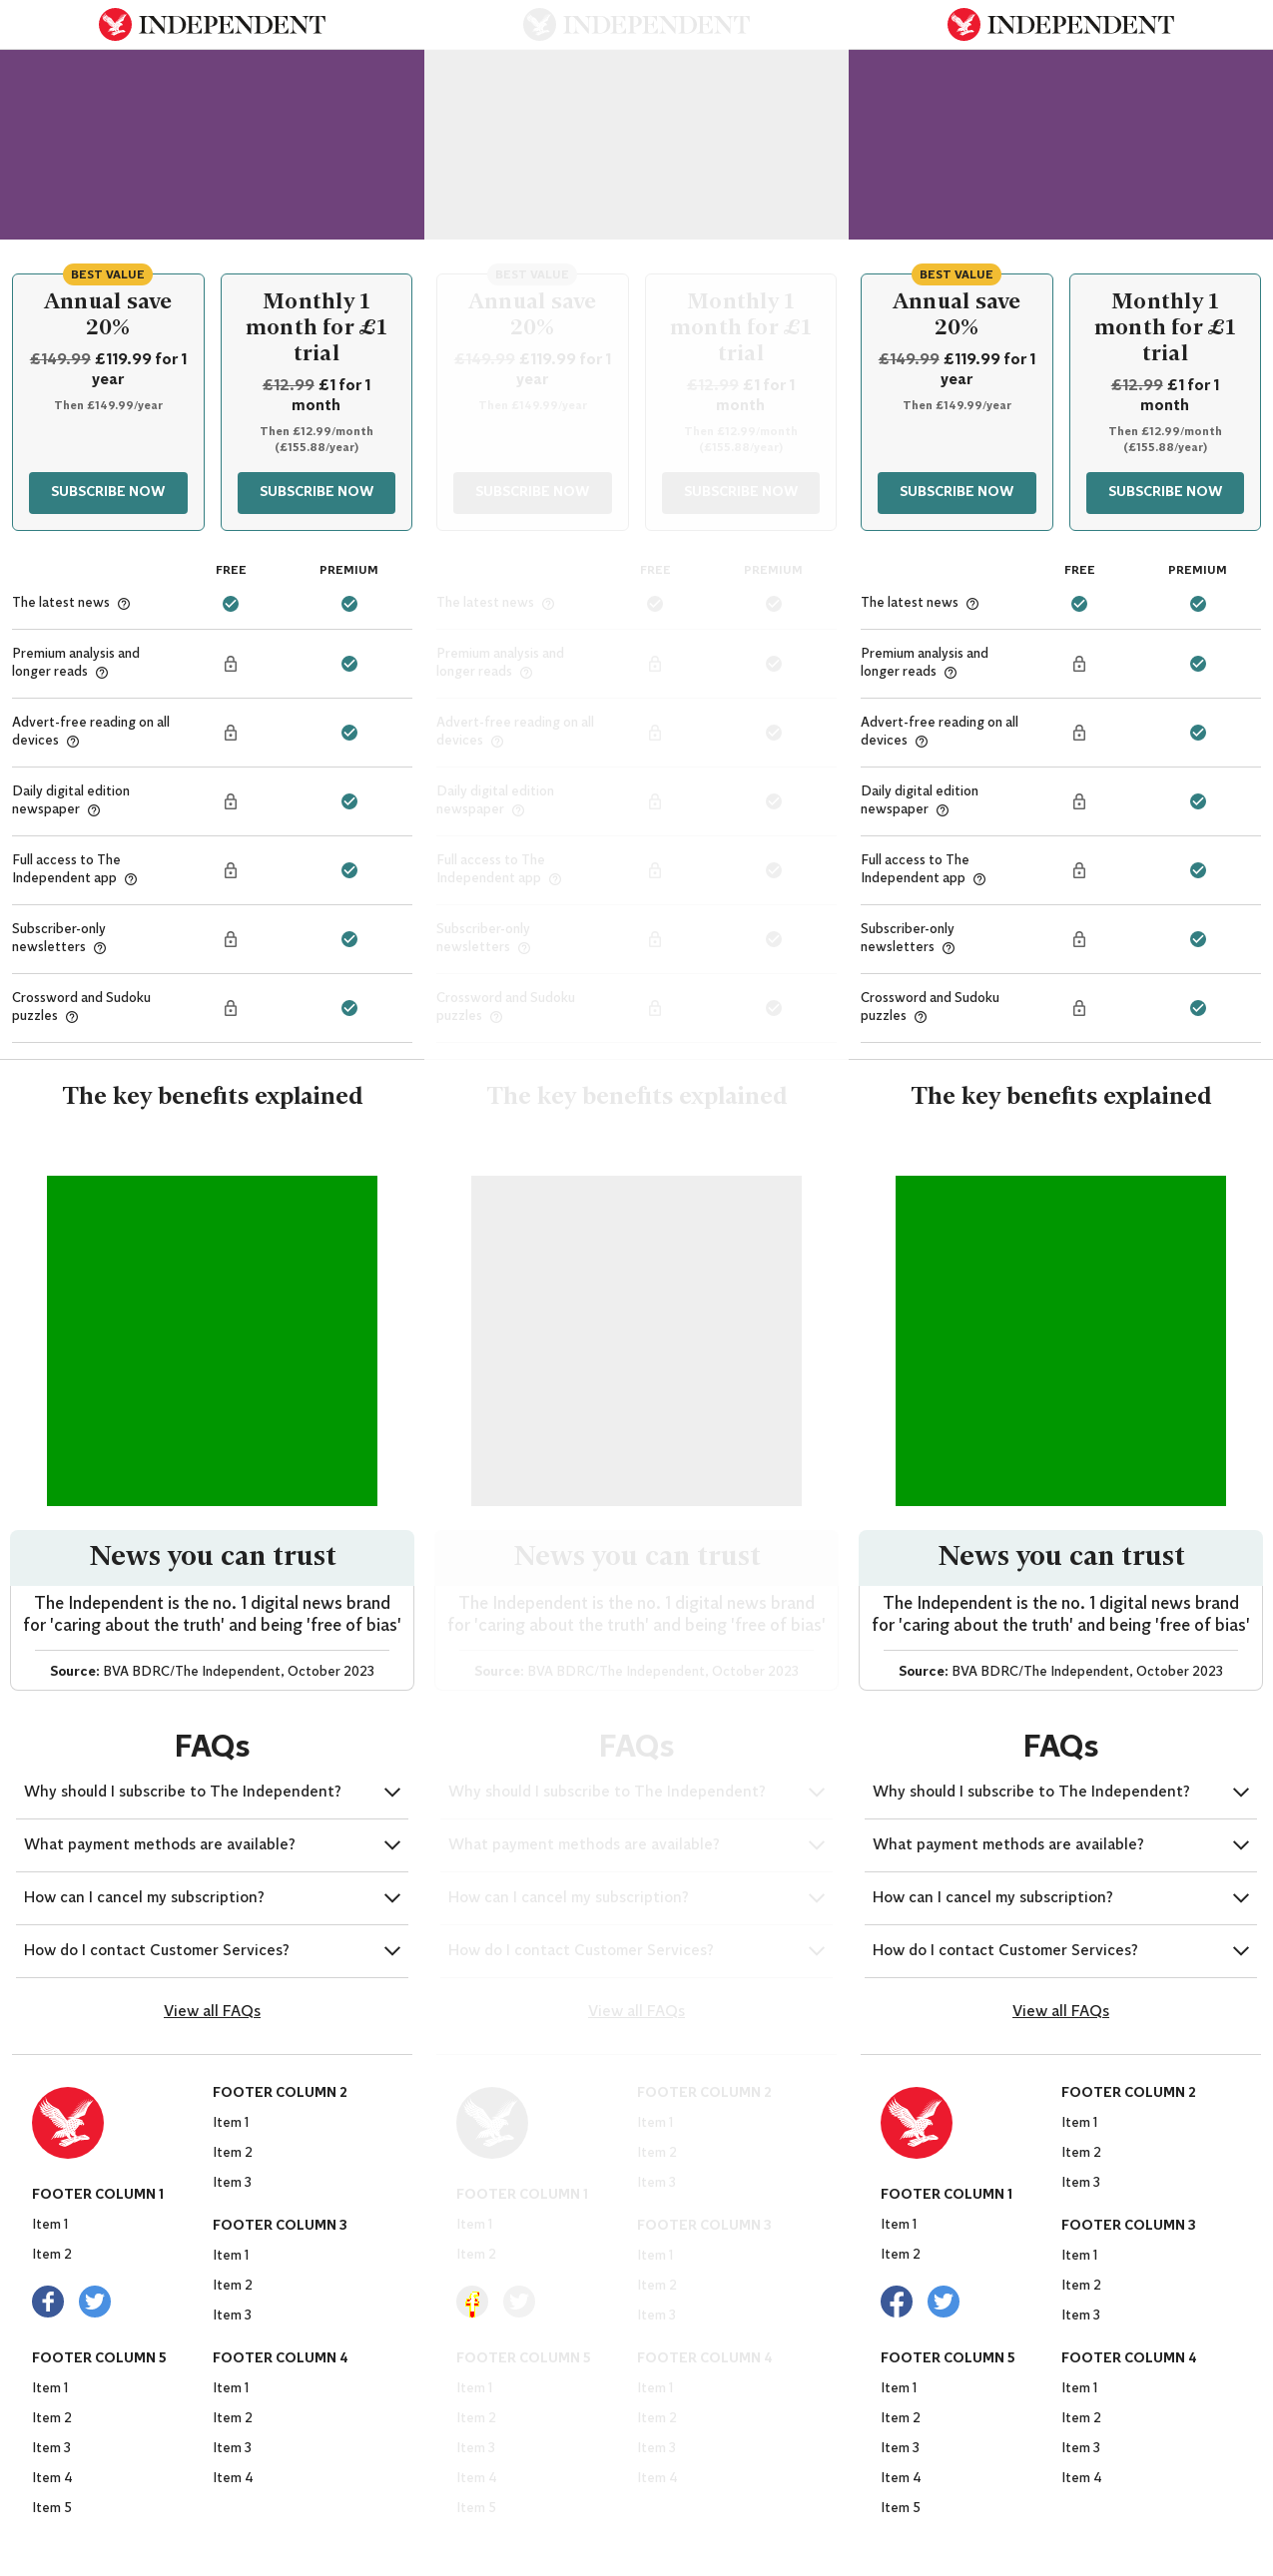 INDEPENDENT
BEST VALUE
Annual save
20%
£149.99 £119.99 for 1
year
Then £149.99/year
SUBSCRIBE NOW
Monthly 1
month for £1
trial
£12.99 £1 for 1
month
Then £12.99/month
(£155.88/year)
SUBSCRIBE NOW
FREE PREMIUM
The latest news
Premium analysis and
longer reads
Advert-free reading on all
devices
Daily digital edition
newspaper
Full access to The
Independent app
Subscriber-only
newsletters
Crossword and Sudoku
puzzles
The key benefits explained
News you can trust
The Independent is the no. 1 digital news brand
for 'caring about the truth' and being 'free of bias'
Source: BVA BDRC/The Independent, October 2023
FAQs
Why should I subscribe to The Independent?
What payment methods are available?
How can I cancel my subscription?
How do I contact Customer Services?
View all FAQs
FOOTER COLUMN 1
Item 1
Item 2
FOOTER COLUMN 2
Item 1
Item 2
Item 3
FOOTER COLUMN 3
Item 1
Item 2
Item 3
FOOTER COLUMN 5
Item 1
Item 2
Item 3
Item 4
Item 5
FOOTER COLUMN 4
Item 1
Item 2
Item 3
Item 4
INDEPENDENT
BEST VALUE
Annual save
20%
£149.99 £119.99 for 1
year
Then £149.99/year
SUBSCRIBE NOW
Monthly 1
month for £1
trial
£12.99 £1 for 1
month
Then £12.99/month
(£155.88/year)
SUBSCRIBE NOW
FREE PREMIUM
The latest news
Premium analysis and
longer reads
Advert-free reading on all
devices
Daily digital edition
newspaper
Full access to The
Independent app
Subscriber-only
newsletters
Crossword and Sudoku
puzzles
The key benefits explained
News you can trust
The Independent is the no. 1 digital news brand
for 'caring about the truth' and being 'free of bias'
Source: BVA BDRC/The Independent, October 2023
FAQs
Why should I subscribe to The Independent?
What payment methods are available?
How can I cancel my subscription?
How do I contact Customer Services?
View all FAQs
FOOTER COLUMN 1
Item 1
Item 2
FOOTER COLUMN 2
Item 1
Item 2
Item 3
FOOTER COLUMN 3
Item 1
Item 2
Item 3
FOOTER COLUMN 5
Item 1
Item 2
Item 3
Item 4
Item 5
FOOTER COLUMN 4
Item 1
Item 2
Item 3
Item 4
INDEPENDENT
BEST VALUE
Annual save
20%
£149.99 £119.99 for 1
year
Then £149.99/year
SUBSCRIBE NOW
Monthly 1
month for £1
trial
£12.99 £1 for 1
month
Then £12.99/month
(£155.88/year)
SUBSCRIBE NOW
FREE PREMIUM
The latest news
Premium analysis and
longer reads
Advert-free reading on all
devices
Daily digital edition
newspaper
Full access to The
Independent app
Subscriber-only
newsletters
Crossword and Sudoku
puzzles
The key benefits explained
News you can trust
The Independent is the no. 1 digital news brand
for 'caring about the truth' and being 'free of bias'
Source: BVA BDRC/The Independent, October 2023
FAQs
Why should I subscribe to The Independent?
What payment methods are available?
How can I cancel my subscription?
How do I contact Customer Services?
View all FAQs
FOOTER COLUMN 1
Item 1
Item 2
FOOTER COLUMN 2
Item 1
Item 2
Item 3
FOOTER COLUMN 3
Item 1
Item 2
Item 3
FOOTER COLUMN 5
Item 1
Item 2
Item 3
Item 4
Item 5
FOOTER COLUMN 4
Item 1
Item 2
Item 3
Item 4